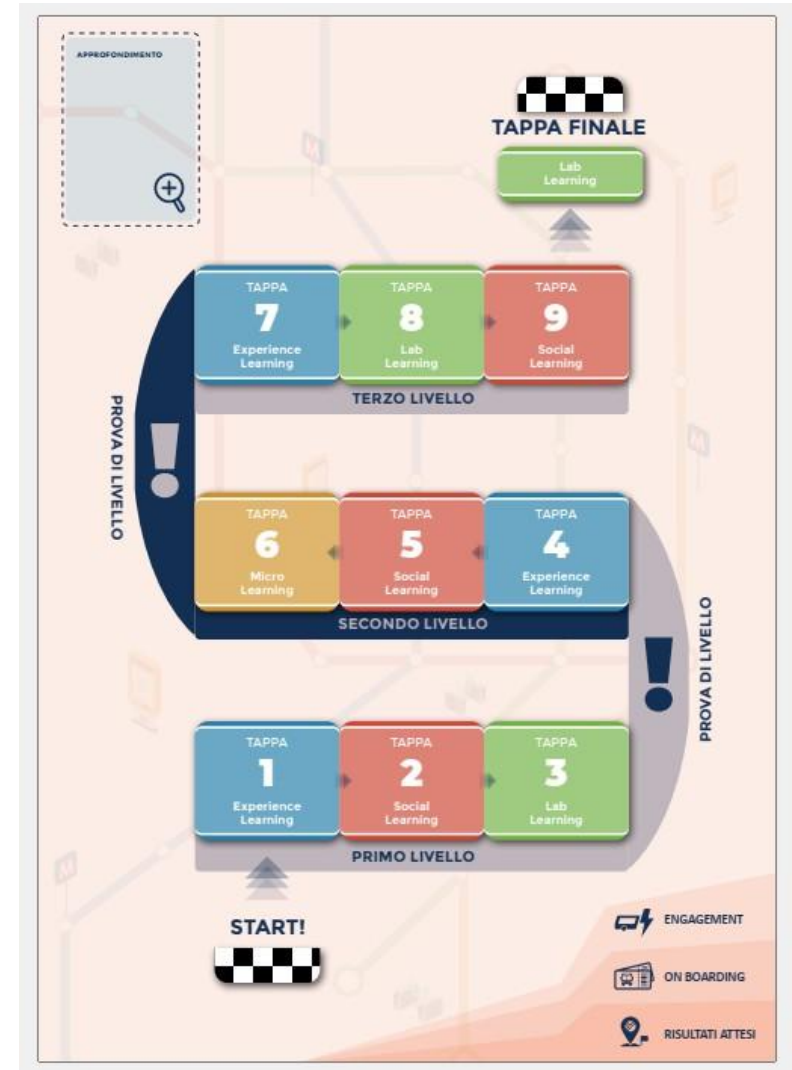 APPROFONDIMENTO
TAPPA FINALE
Lab
Learning
TAPPA
7
Experience
Learning
TAPPA
8
Lab
Learning
TAPPA
9
Social
Learning
TERZO LIVELLO
PROVA DI LIVELLO
TAPPA
6
Micro
Learning
TAPPA
5
Social
Learning
TAPPA
4
Experience
Learning
SECONDO LIVELLO
PROVA DI LIVELLO
TAPPA
1
Experience
Learning
TAPPA
2
Social
Learning
TAPPA
3
Lab
Learning
PRIMO LIVELLO
START!
ENGAGEMENT
ON BOARDING
RISULTATI ATTESI